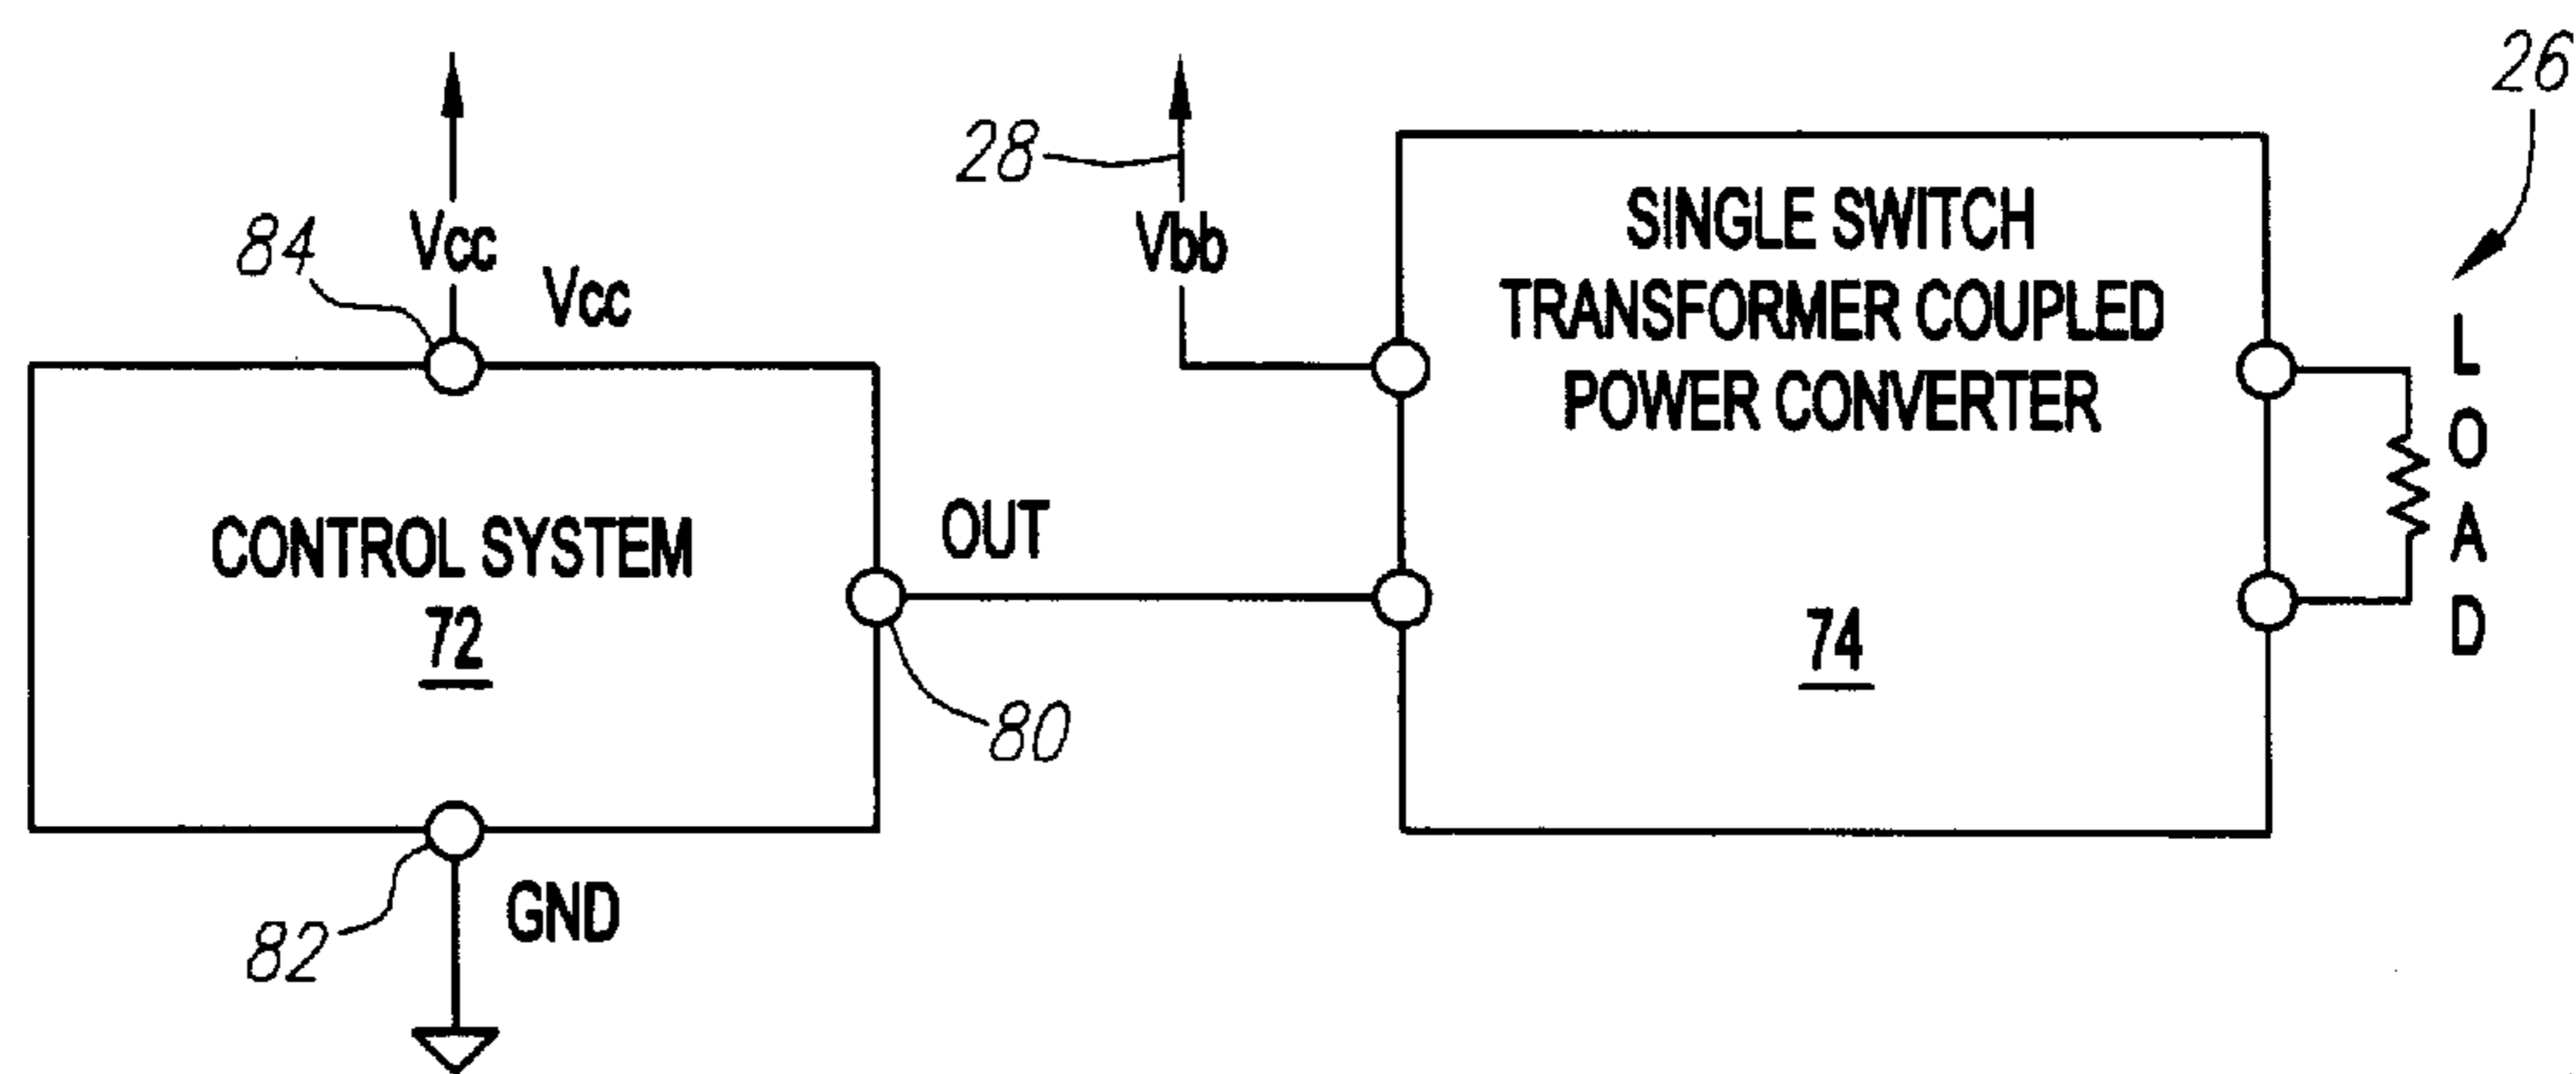 26
28
Vcc
Vbb
84
Vcc
SINGLE SWITCH
TRANSFORMER COUPLED
POWER CONVERTER
LOAD
CONTROL SYSTEM
72
OUT
74
80
82
GND